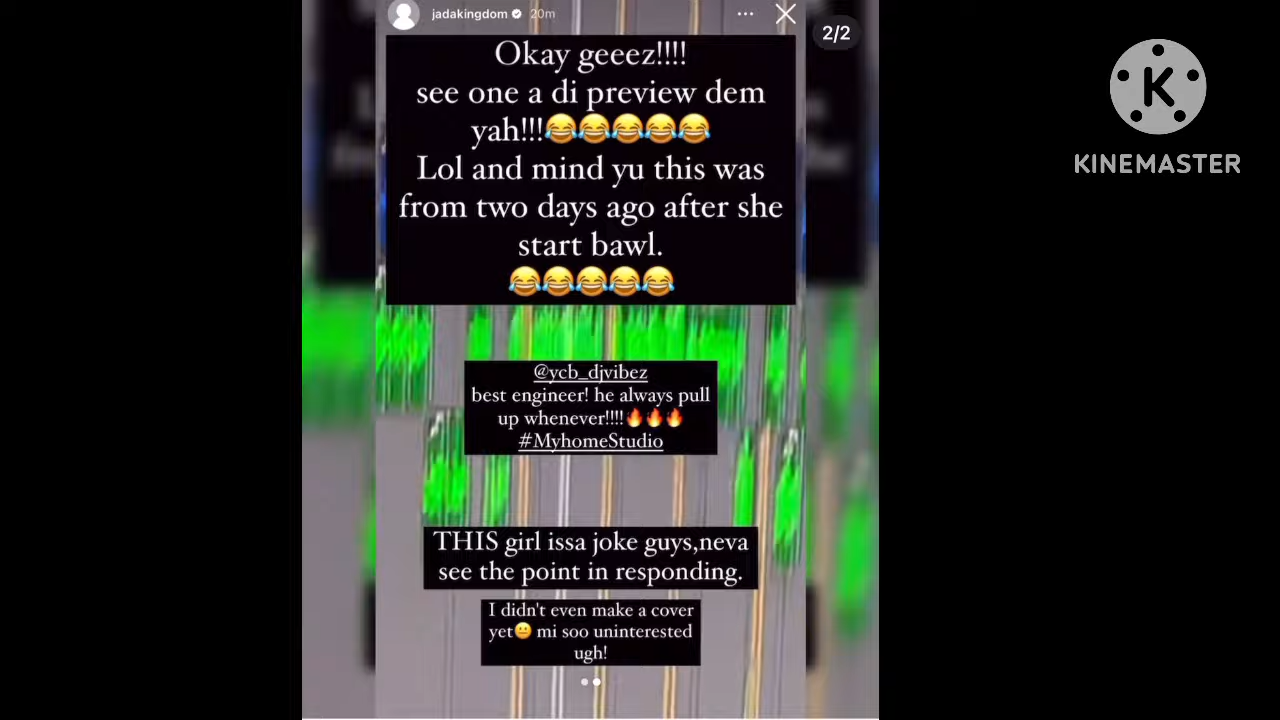 jadakingdom 20m
2/2
Okay geeez!!!!
see one a di preview dem
yah!!!😂😂😂😂😂
Lol and mind yu this was
from two days ago after she
start bawl.
😂😂😂😂😂
@ycb_djvibez
best engineer! he always pull
up whenever!!!!🔥🔥🔥
#MyhomeStudio
THIS girl issa joke guys,neva
see the point in responding.
I didn't even make a cover
yet😐 mi soo uninterested
ugh!
K
KINEMASTER